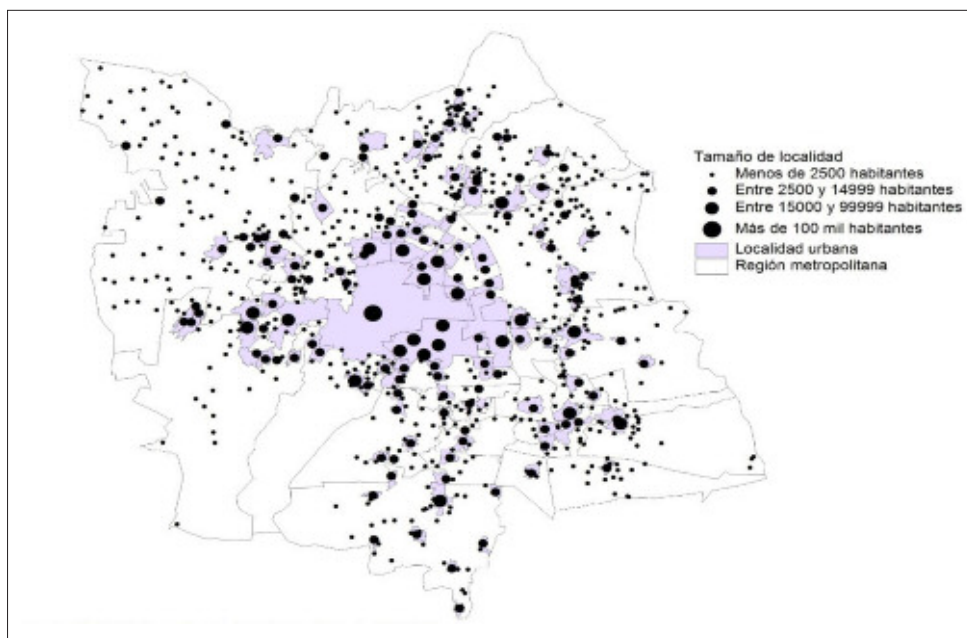 Tamaño de localidad
Menos de 2500 habitantes
Entre 2500 y 14999 habitantes
Entre 15000 y 99999 habitantes
Más de 100 mil habitantes
Localidad urbana
Región metropolitana